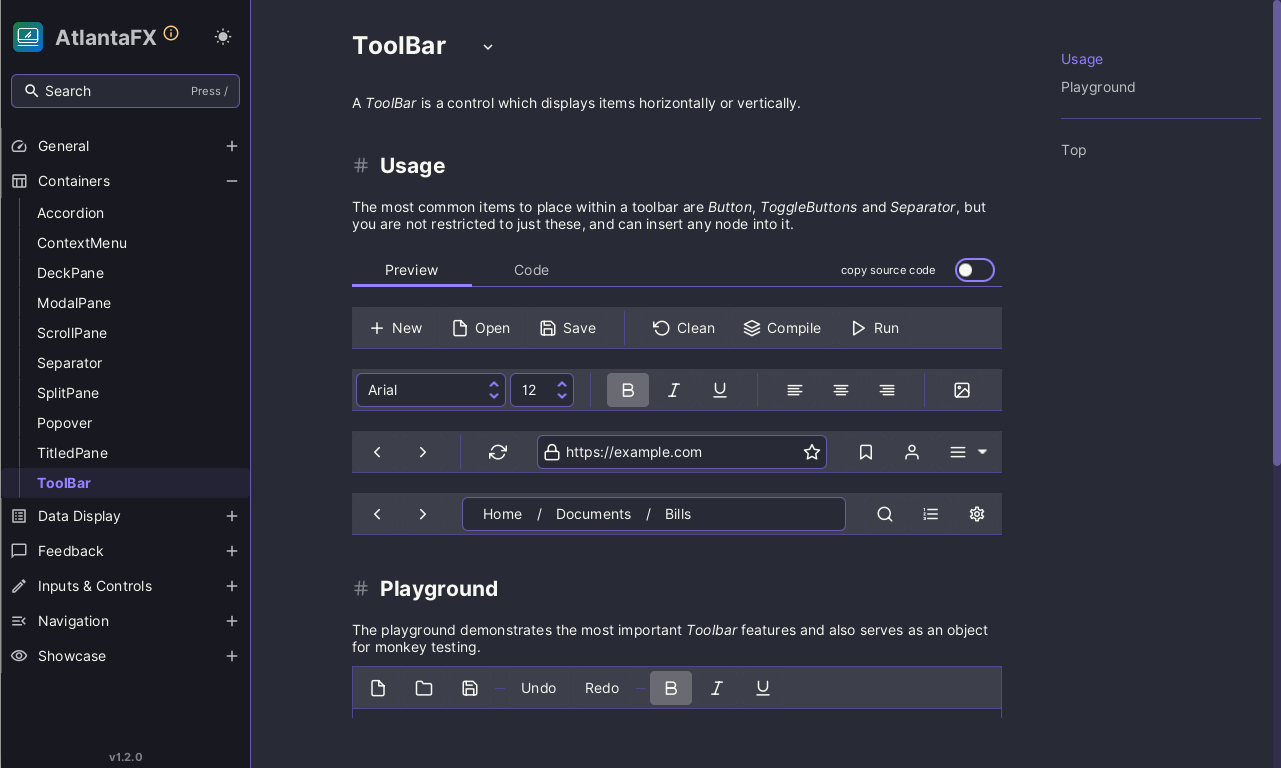 AtlantaFX
Search
Press /
General
Containers
Accordion
ContextMenu
DeckPane
ModalPane
ScrollPane
Separator
SplitPane
Popover
TitledPane
ToolBar
Data Display
Feedback
Inputs & Controls
Navigation
Showcase
v1.2.0
ToolBar
A ToolBar is a control which displays items horizontally or vertically.
# Usage
The most common items to place within a toolbar are Button, ToggleButtons and Separator, but
you are not restricted to just these, and can insert any node into it.
Preview Code copy source code
New Open Save Clean Compile Run
Arial 12
https://example.com
Home / Documents / Bills
# Playground
The playground demonstrates the most important Toolbar features and also serves as an object
for monkey testing.
Undo Redo
Usage
Playground
Top